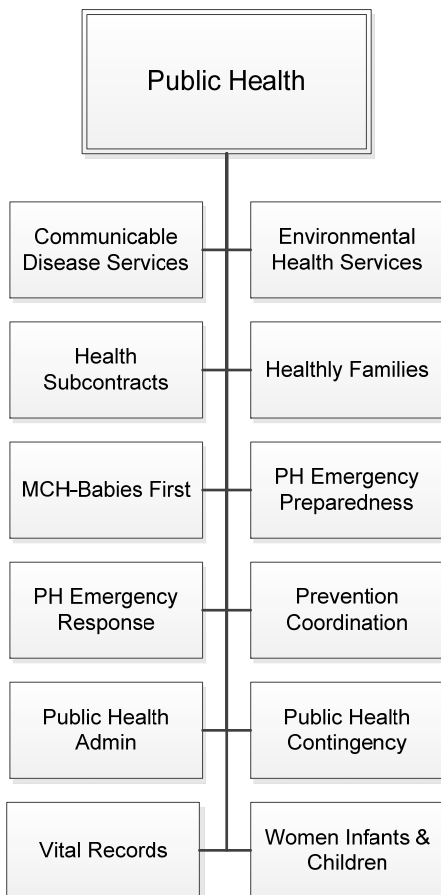 Public Health
Communicable
Disease Services
Environmental
Health Services
Health
Subcontracts
Healthly Families
MCH-Babies First
PH Emergency
Preparedness
PH Emergency
Response
Prevention
Coordination
Public Health
Admin
Public Health
Contingency
Vital Records
Women Infants &
Children